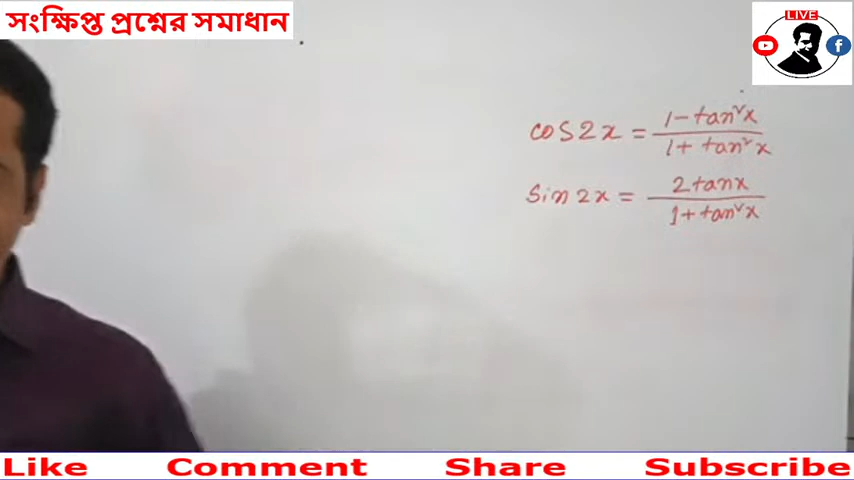 সংক্ষিপ্ত প্রশ্নের সমাধান
LIVE
cos2x = (1 - tan²x) / (1 + tan²x)
Sin 2x = (2tanx) / (1 + tan²x)
Like Comment Share Subscribe